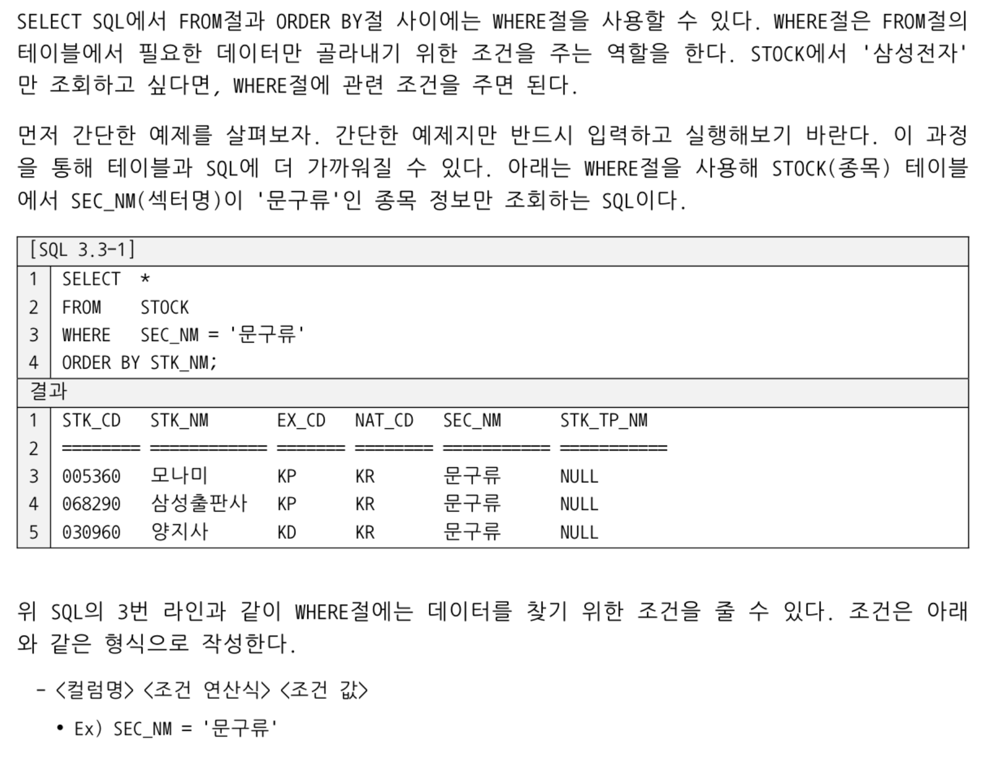 SELECT SQL에서 FROM절과 ORDER BY절 사이에는 WHERE절을 사용할 수 있다. WHERE절은 FROM절의
테이블에서 필요한 데이터만 골라내기 위한 조건을 주는 역할을 한다. STOCK에서 '삼성전자'
만 조회하고 싶다면, WHERE절에 관련 조건을 주면 된다.
먼저 간단한 예제를 살펴보자. 간단한 예제지만 반드시 입력하고 실행해보기 바란다. 이 과정
을 통해 테이블과 SQL에 더 가까워질 수 있다. 아래는 WHERE절을 사용해 STOCK(종목) 테이블
에서 SEC_NM(섹터명)이 '문구류'인 종목 정보만 조회하는 SQL이다.
[SQL 3.3-1]
1 SELECT *
2 FROM STOCK
3 WHERE SEC_NM = '문구류'
4 ORDER BY STK_NM;
결과
1 STK_CD STK_NM EX_CD NAT_CD SEC_NM STK_TP_NM
2 ======== ============ ======= ======== =========== ===========
3 005360 모나미 KP KR 문구류 NULL
4 068290 삼성출판사 KP KR 문구류 NULL
5 030960 양지사 KD KR 문구류 NULL
위 SQL의 3번 라인과 같이 WHERE절에는 데이터를 찾기 위한 조건을 줄 수 있다. 조건은 아래
와 같은 형식으로 작성한다.
- <컬럼명> <조건 연산식> <조건 값>
• Ex) SEC_NM = '문구류'